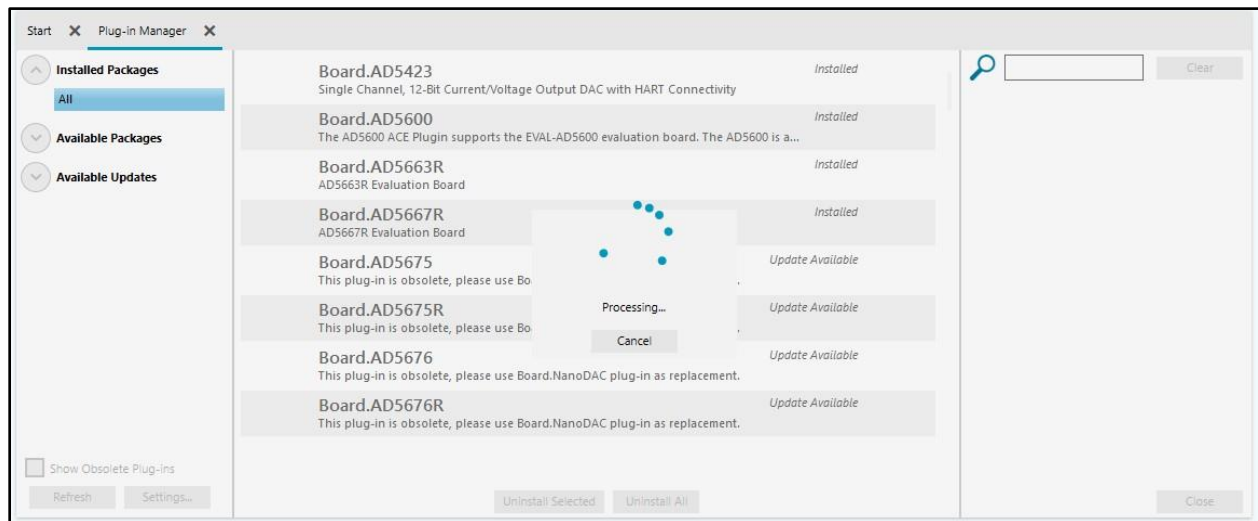 Start
Plug-in Manager
Installed Packages
All
Available Packages
Available Updates
Show Obsolete Plug-ins
Refresh
Settings...
Board.AD5423
Installed
Single Channel, 12-Bit Current/Voltage Output DAC with HART Connectivity
Board.AD5600
Installed
The AD5600 ACE Plugin supports the EVAL-AD5600 evaluation board. The AD5600 is a...
Board.AD5663R
Installed
AD5663R Evaluation Board
Board.AD5667R
Installed
AD5667R Evaluation Board
Board.AD5675
Update Available
This plug-in is obsolete, please use Bo
Board.AD5675R
Update Available
This plug-in is obsolete, please use Bo
Processing...
Cancel
Board.AD5676
Update Available
This plug-in is obsolete, please use Board.NanoDAC plug-in as replacement.
Board.AD5676R
Update Available
This plug-in is obsolete, please use Board.NanoDAC plug-in as replacement.
Uninstall Selected
Uninstall All
Clear
Close